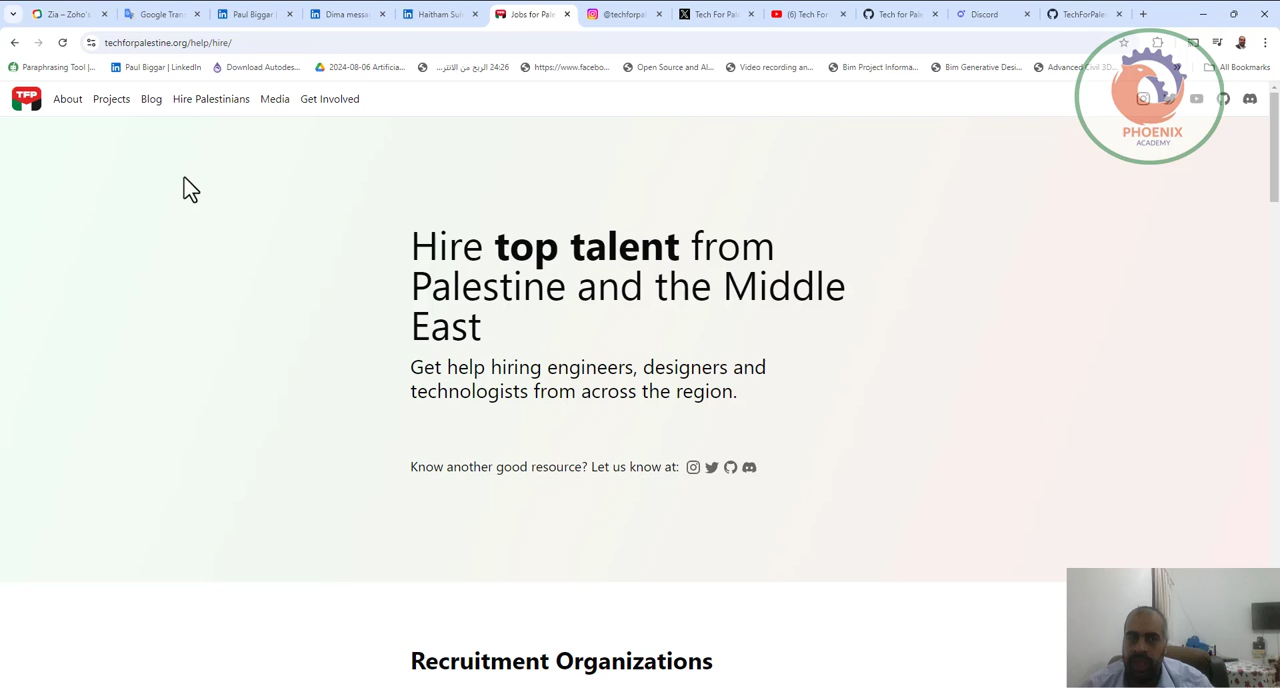 Zia – Zoho's
Google Tran
Paul Biggar |
Dima messa
Haitham Sul
Jobs for Pale
@techforpal
Tech For Pal
(6) Tech For
Tech for Pale
Discord
TechForPales
techforpalestine.org/help/hire/
Paraphrasing Tool |...
Paul Biggar | LinkedIn
Download Autodes...
2024-08-06 Artificia...
24:26 الربع من ...
https://www.facebo...
Open Source and AI...
Video recording an...
Bim Project Informa...
Bim Generative Desi...
Advanced Civil 3D...
All Bookmarks
TFP
About
Projects
Blog
Hire Palestinians
Media
Get Involved
PHOENIX
ACADEMY
Hire top talent from
Palestine and the Middle
East
Get help hiring engineers, designers and
technologists from across the region.
Know another good resource? Let us know at:
Recruitment Organizations